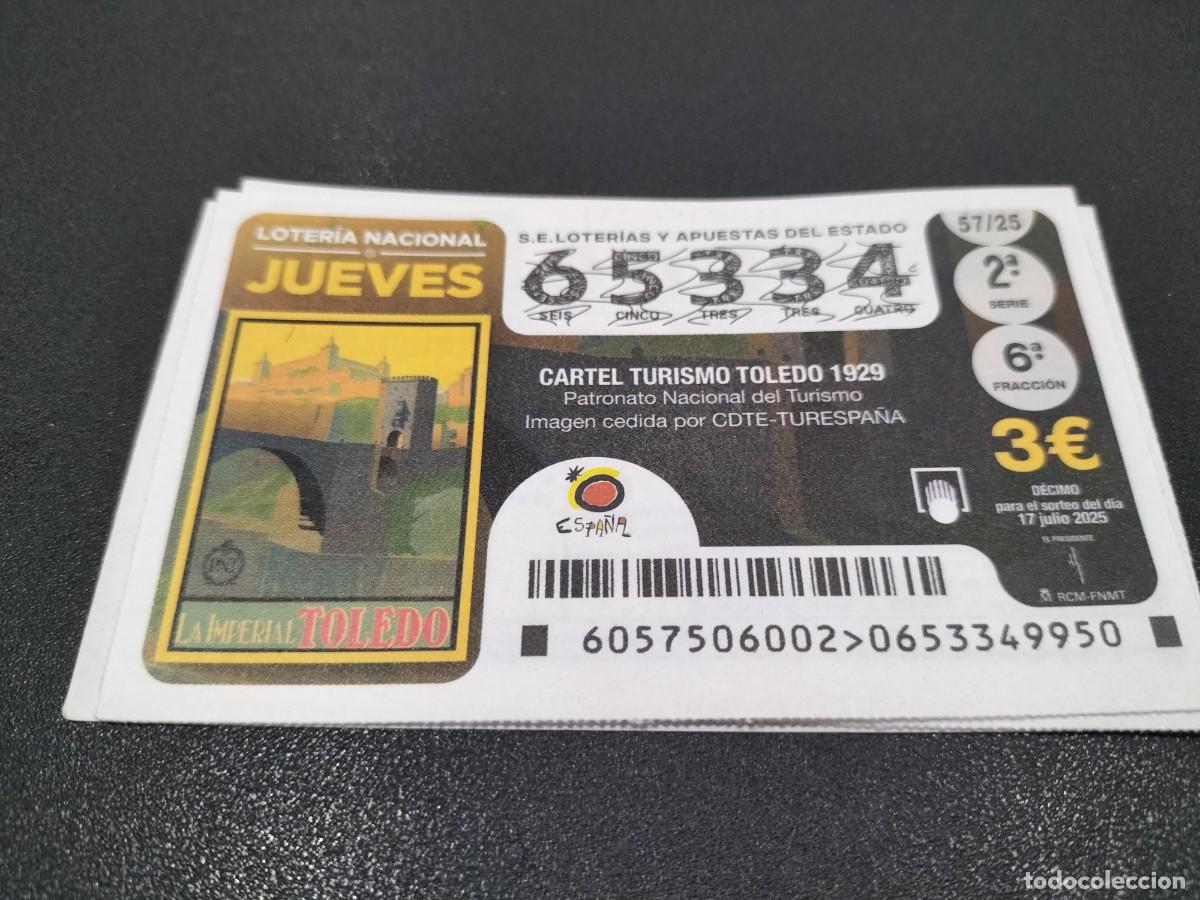 LOTERÍA NACIONAL
JUEVES
LA IMPERIAL TOLEDO
S.E.LOTERÍAS Y APUESTAS DEL ESTADO
65334
SEIS CINCO TRES TRES CUATRO
CARTEL TURISMO TOLEDO 1929
Patronato Nacional del Turismo
Imagen cedida por CDTE-TURESPAÑA
ESPAÑA
57/25
2ª
SERIE
6ª
FRACCIÓN
3€
DÉCIMO
para el sorteo del día
17 julio 2025
EL PRESIDENTE
RCM-FNMT
6057506002>0653349950
todocoleccion